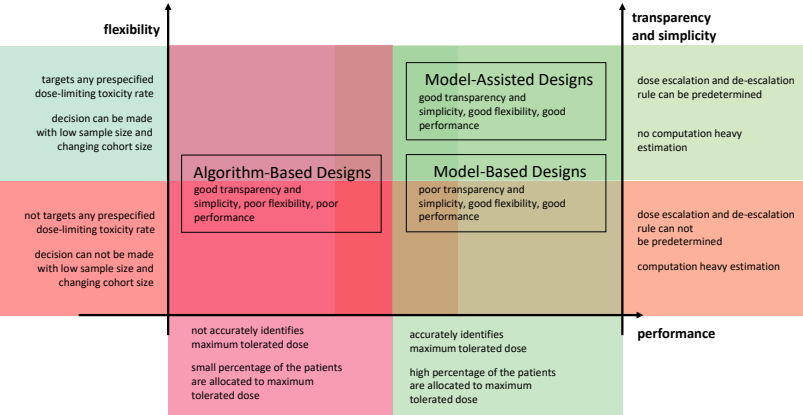 flexibility
transparency
and simplicity
targets any prespecified
dose-limiting toxicity rate
decision can be made
with low sample size and
changing cohort size
Model-Assisted Designs
good transparency and
simplicity, good flexibility, good
performance
dose escalation and de-escalation
rule can be predetermined
no computation heavy
estimation
Algorithm-Based Designs
good transparency and
simplicity, poor flexibility, poor
performance
Model-Based Designs
poor transparency and
simplicity, good flexibility, good
performance
not targets any prespecified
dose-limiting toxicity rate
decision can not be made
with low sample size and
changing cohort size
dose escalation and de-escalation
rule can not
be predetermined
computation heavy estimation
performance
not accurately identifies
maximum tolerated dose
small percentage of the patients
are allocated to maximum
tolerated dose
accurately identifies
maximum tolerated dose
high percentage of the patients
are allocated to maximum
tolerated dose